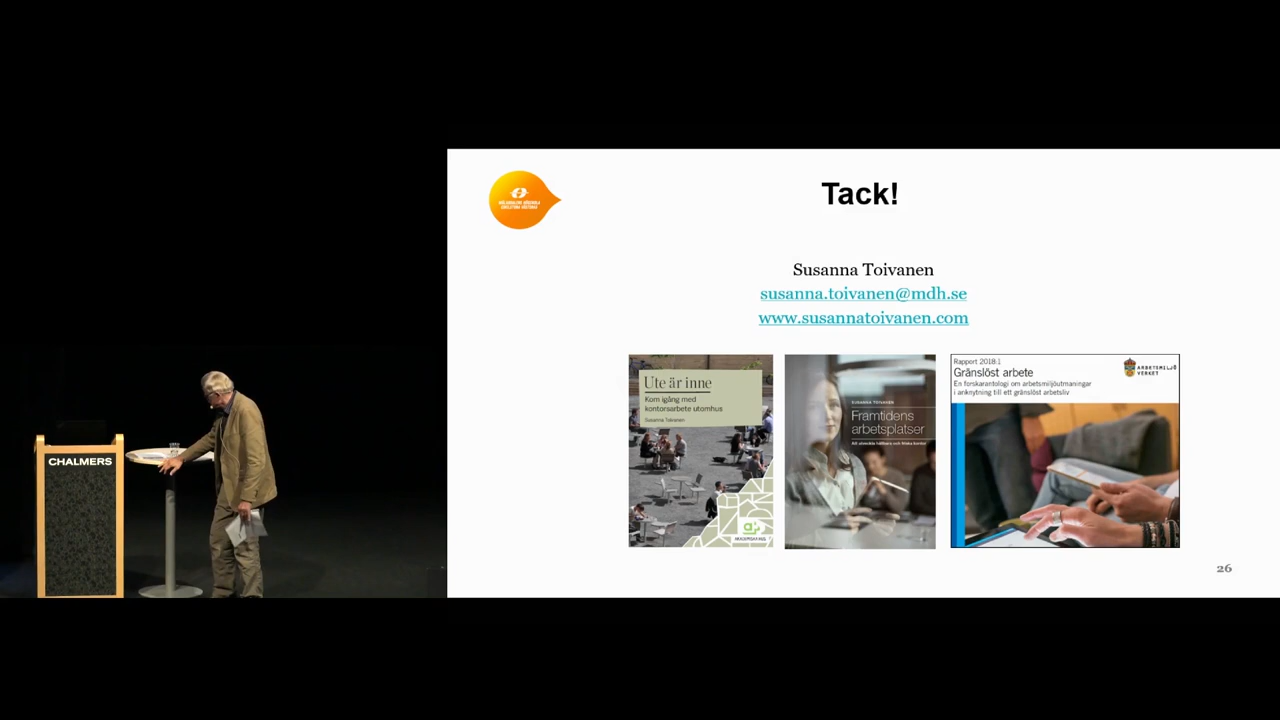 CHALMERS
Tack!
Susanna Toivanen
susanna.toivanen@mdh.se
www.susannatoivanen.com
Ute är inne
Kom igång med
kontorsarbete utomhus
Susanna Toivanen
SUSANNA TOIVANEN
Framtidens
arbetsplatser
Rapport 2018:1
Gränslöst arbete
En forskarantologi om arbetsmiljöutmaningar
i anknytning till ett gränslöst arbetsliv
ARBETSMILJÖ
VERKET
26